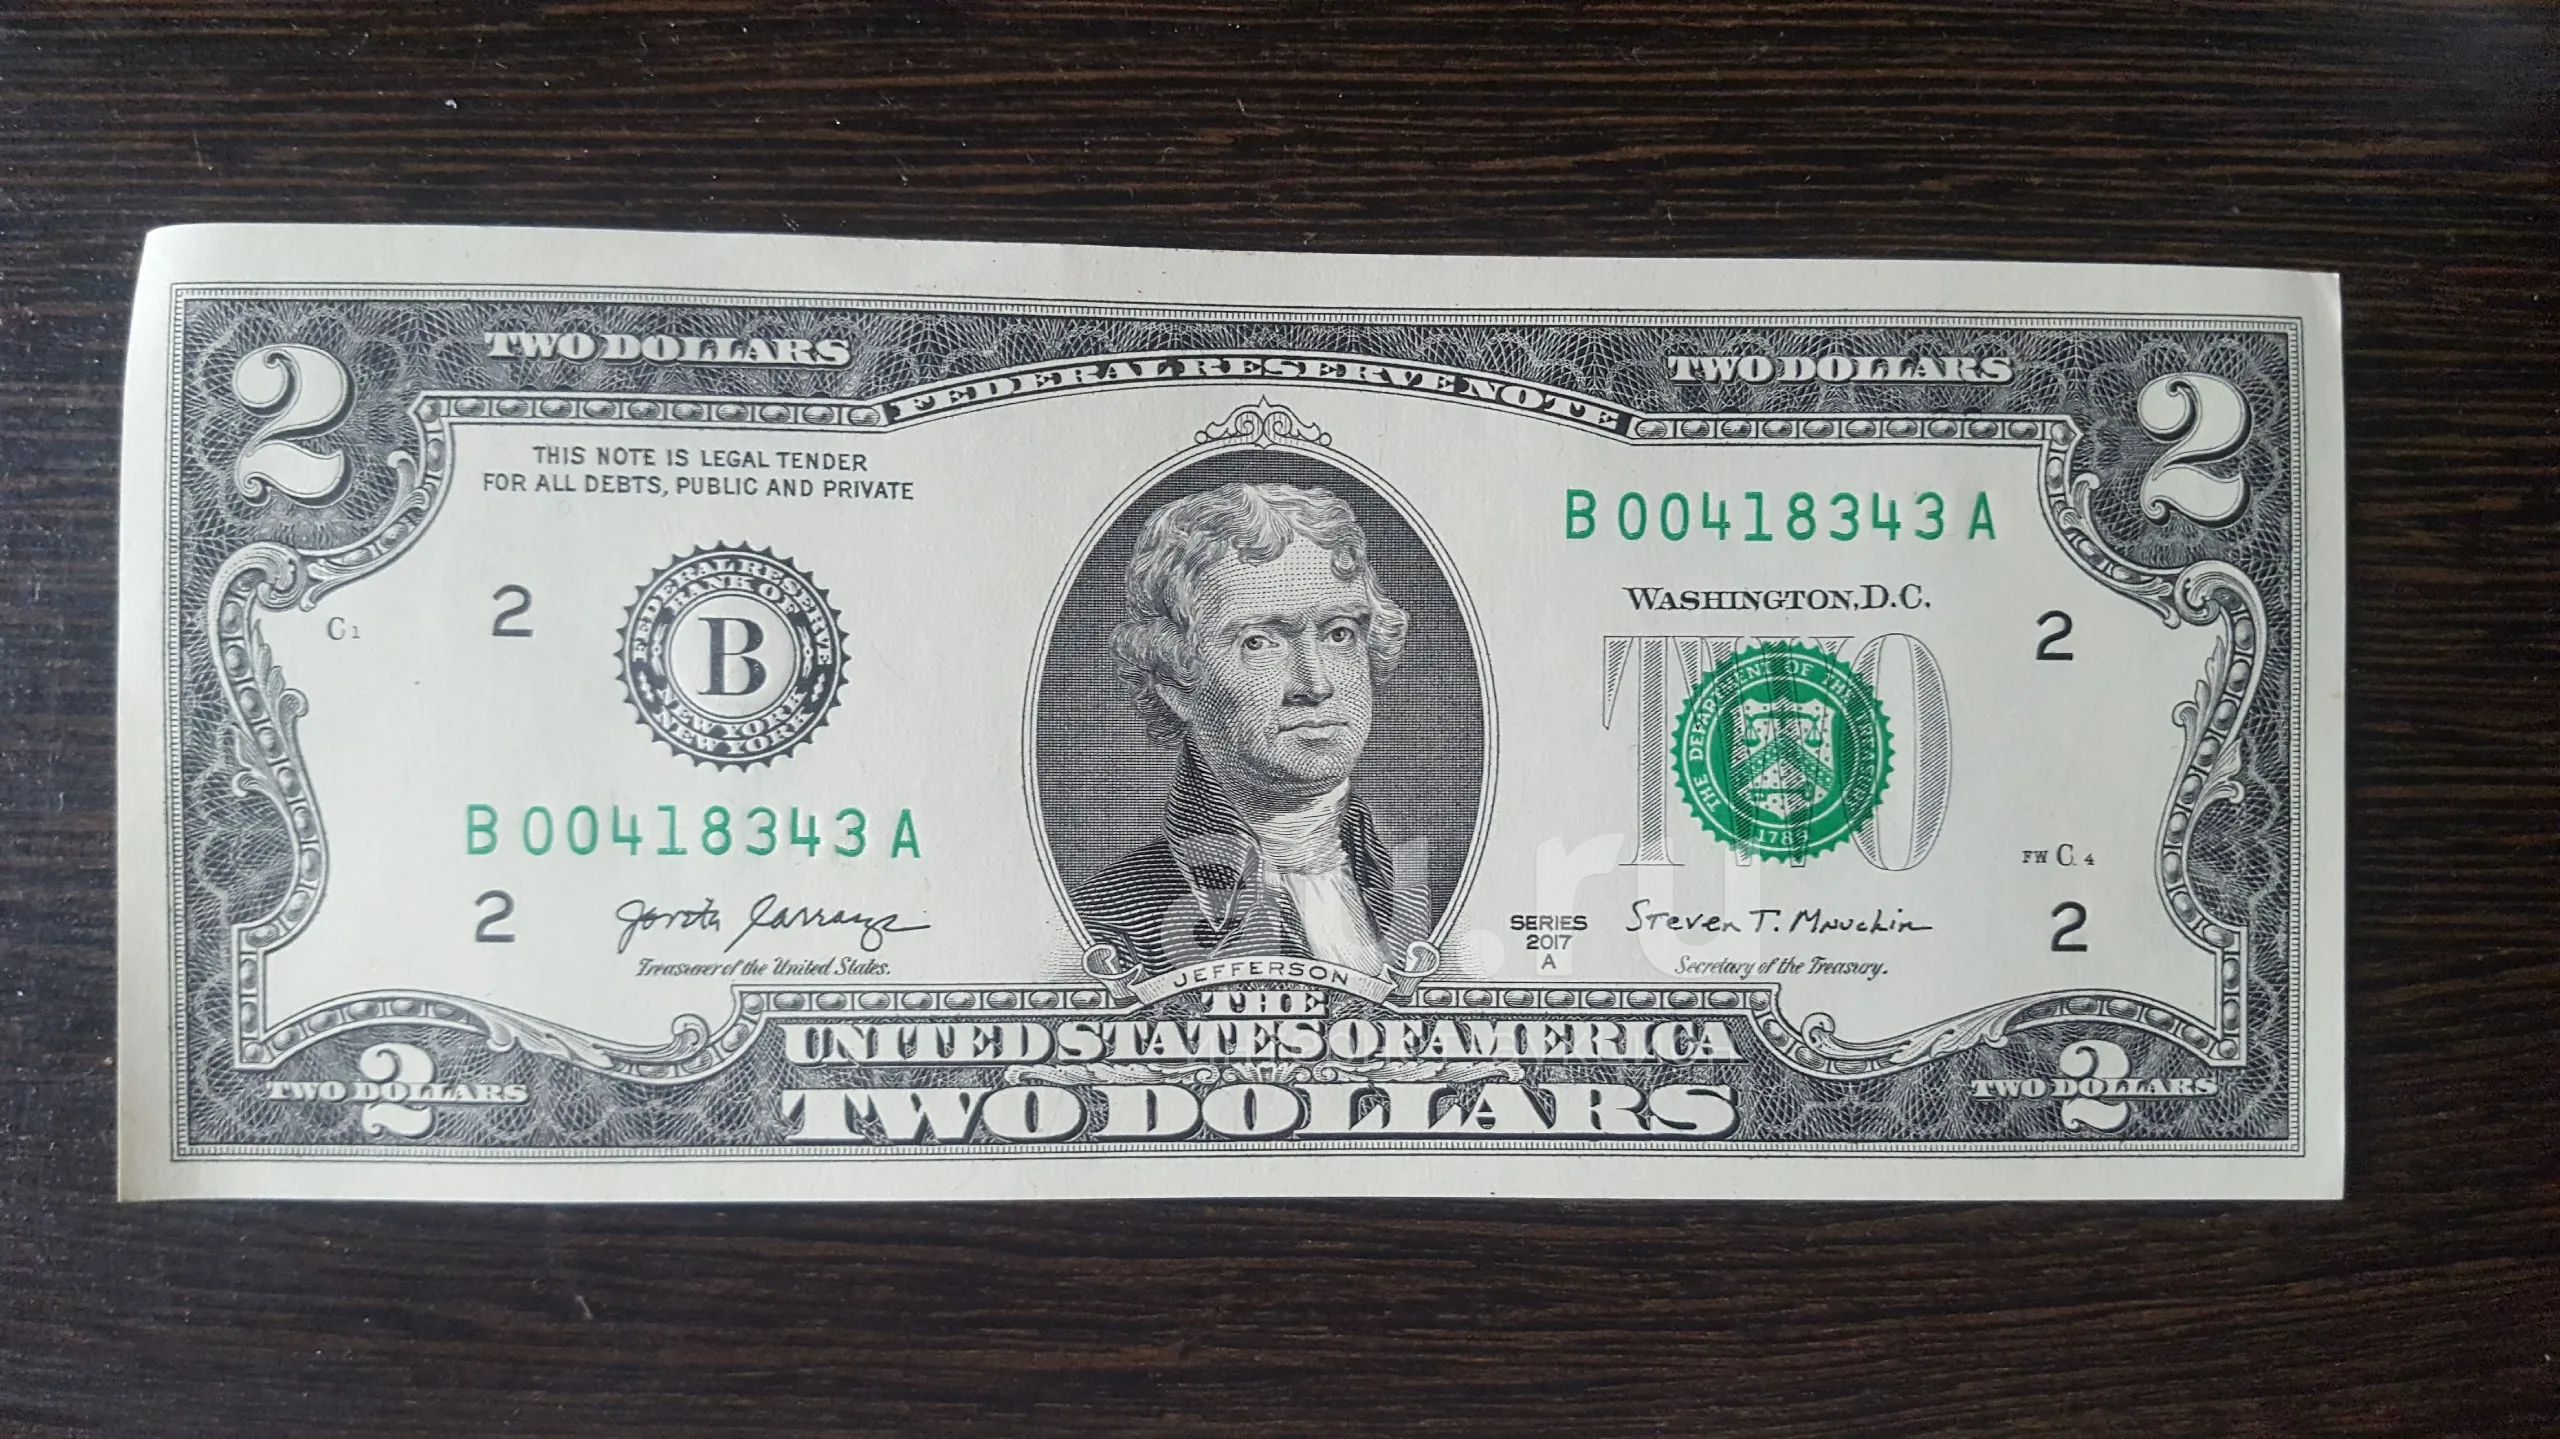 TWO DOLLARS
TWO DOLLARS
2
2
FEDERAL RESERVE NOTE
THIS NOTE IS LEGAL TENDER
FOR ALL DEBTS, PUBLIC AND PRIVATE
B 00418343 A
WASHINGTON, D.C.
C1
2
FEDERAL RESERVE
BANK OF
B
NEW YORK
NEW YORK
TWO
THE DEPARTMENT OF THE TREASURY
1789
2
B 00418343 A
FW C 4
2
Treasurer of the United States.
SERIES
2017
A
Steven T. Mnuchin
Secretary of the Treasury.
2
JEFFERSON
THE
UNITED STATES OF AMERICA
TWO DOLLARS
2
TWO DOLLARS
2
TWO DOLLARS
au.ru